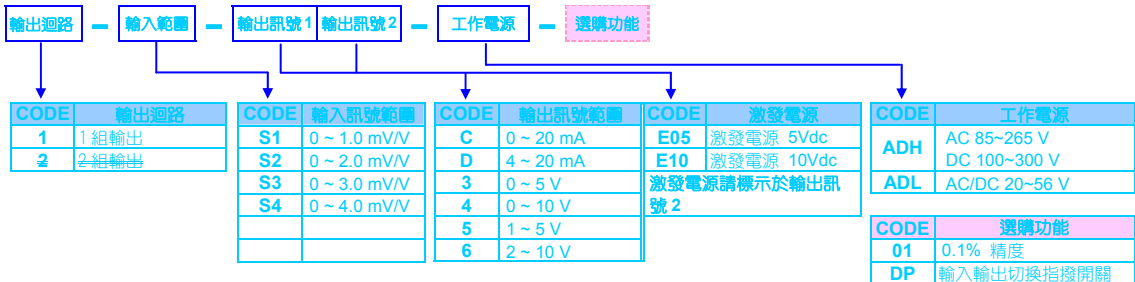 輸出迴路 － 輸入範圍 － 輸出訊號 1 輸出訊號 2 － 工作電源 － 選購功能
CODE 輸出迴路
1 1 組輸出
2 2 組輸出
CODE 輸入訊號範圍
S1 0 ~ 1.0 mV/V
S2 0 ~ 2.0 mV/V
S3 0 ~ 3.0 mV/V
S4 0 ~ 4.0 mV/V
CODE 輸出訊號範圍
C 0 ~ 20 mA
D 4 ~ 20 mA
3 0 ~ 5 V
4 0 ~ 10 V
5 1 ~ 5 V
6 2 ~ 10 V
CODE 激發電源
E05 激發電源 5Vdc
E10 激發電源 10Vdc
激發電源請標示於輸出訊
號 2
CODE 工作電源
ADH AC 85~265 V
DC 100~300 V
ADL AC/DC 20~56 V
CODE 選購功能
01 0.1% 精度
DP 輸入輸出切換指撥開關